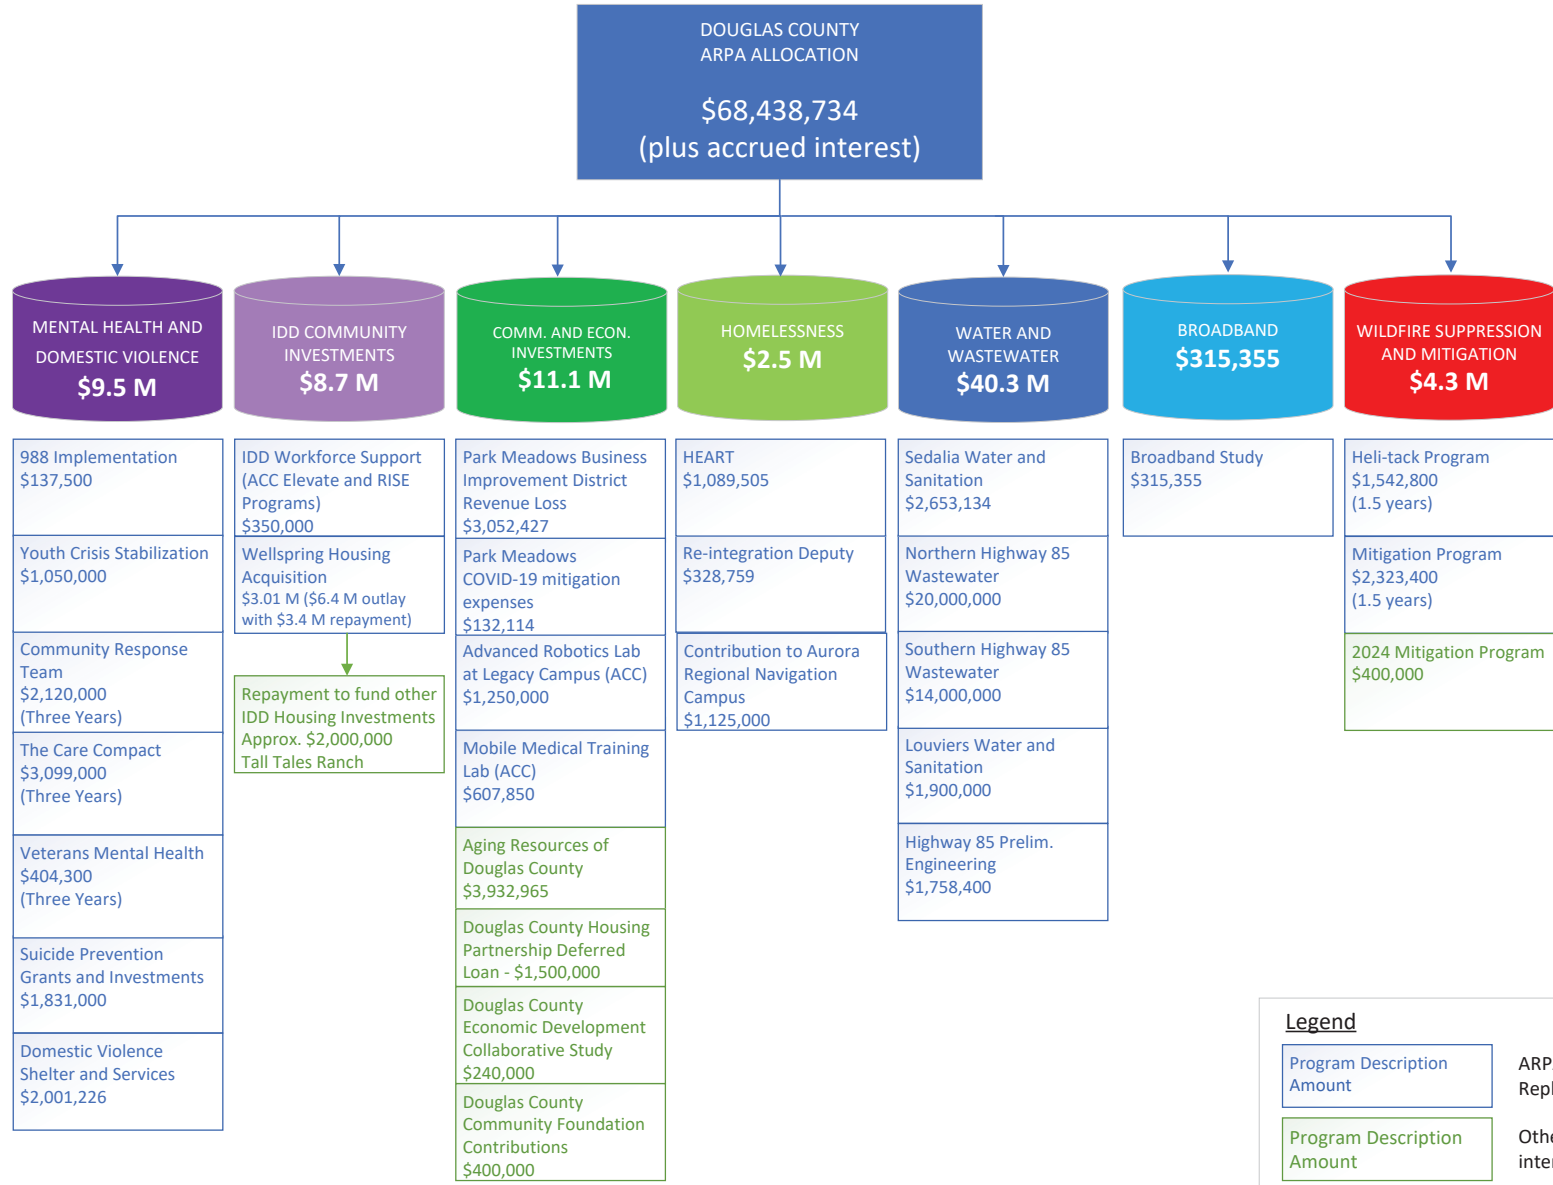 DOUGLAS COUNTY
ARPA ALLOCATION
$68,438,734
(plus accrued interest)
MENTAL HEALTH AND
DOMESTIC VIOLENCE
$9.5 M
988 Implementation
$137,500
Youth Crisis Stabilization
$1,050,000
Community Response
Team
$2,120,000
(Three Years)
The Care Compact
$3,099,000
(Three Years)
Veterans Mental Health
$404,300
(Three Years)
Suicide Prevention
Grants and Investments
$1,831,000
Domestic Violence
Shelter and Services
$2,001,226
IDD COMMUNITY
INVESTMENTS
$8.7 M
IDD Workforce Support
(ACC Elevate and RISE
Programs)
$350,000
Wellspring Housing
Acquisition
$3.01 M ($6.4 M outlay
with $3.4 M repayment)
Repayment to fund other
IDD Housing Investments
Approx. $2,000,000
Tall Tales Ranch
COMM. AND ECON.
INVESTMENTS
$11.1 M
Park Meadows Business
Improvement District
Revenue Loss
$3,052,427
Park Meadows
COVID-19 mitigation
expenses
$132,114
Advanced Robotics Lab
at Legacy Campus (ACC)
$1,250,000
Mobile Medical Training
Lab (ACC)
$607,850
Aging Resources of
Douglas County
$3,932,965
Douglas County Housing
Partnership Deferred
Loan - $1,500,000
Douglas County
Economic Development
Collaborative Study
$240,000
Douglas County
Community Foundation
Contributions
$400,000
HOMELESSNESS
$2.5 M
HEART
$1,089,505
Re-integration Deputy
$328,759
Contribution to Aurora
Regional Navigation
Campus
$1,125,000
WATER AND
WASTEWATER
$40.3 M
Sedalia Water and
Sanitation
$2,653,134
Northern Highway 85
Wastewater
$20,000,000
Southern Highway 85
Wastewater
$14,000,000
Louviers Water and
Sanitation
$1,900,000
Highway 85 Prelim.
Engineering
$1,758,400
BROADBAND
$315,355
Broadband Study
$315,355
WILDFIRE SUPPRESSION
AND MITIGATION
$4.3 M
Heli-tack Program
$1,542,800
(1.5 years)
Mitigation Program
$2,323,400
(1.5 years)
2024 Mitigation Program
$400,000
Legend
Program Description
Amount
Program Description
Amount